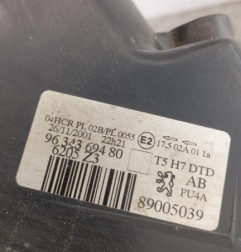 04HCR PL 02B/PL 0055 E2 17.5 02A 01 1a
26/11/2001 22h21
96 343 694 80 T5 H7 DTD
6205 Z3 AB
PU4A
89005039